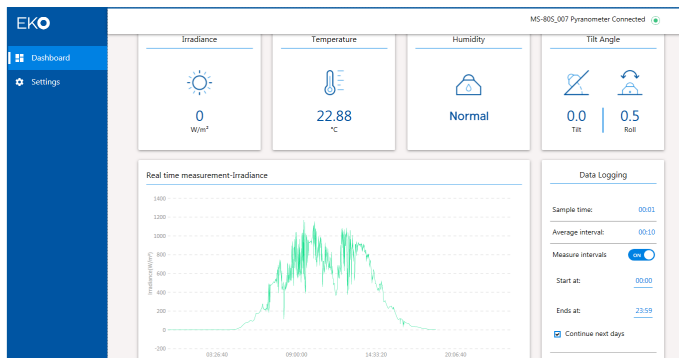 EKO
MS-80S_007 Pyranometer Connected
Dashboard
Settings
Irradiance
0
W/m²
Temperature
22.88
°C
Humidity
Normal
Tilt Angle
0.0
Tilt
0.5
Roll
Real time measurement-Irradiance
Irradiance(W/m²)
1400
1200
1000
800
600
400
200
0
-200
03:26:40
09:00:00
14:33:20
20:06:40
Data Logging
Sample time: 00:01
Average interval: 00:10
Measure intervals ON
Start at: 00:00
Ends at: 23:59
Continue next days